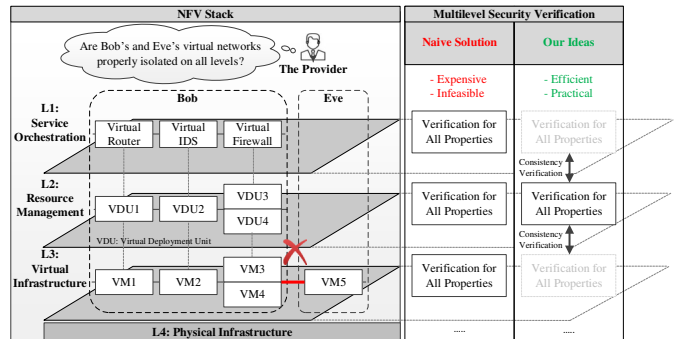 NFV Stack
Multilevel Security Verification
Are Bob's and Eve's virtual networks
properly isolated on all levels?
The Provider
Naive Solution
Our Ideas
- Expensive
- Infeasible
- Efficient
- Practical
Bob
Eve
L1:
Service
Orchestration
Virtual
Router
Virtual
IDS
Virtual
Firewall
Verification for
All Properties
Verification for
All Properties
Consistency
Verification
L2:
Resource
Management
VDU1
VDU2
VDU3
VDU4
Verification for
All Properties
Verification for
All Properties
VDU: Virtual Deployment Unit
Consistency
Verification
L3:
Virtual
Infrastructure
VM1
VM2
VM3
VM4
VM5
Verification for
All Properties
Verification for
All Properties
L4: Physical Infrastructure
.....
.....